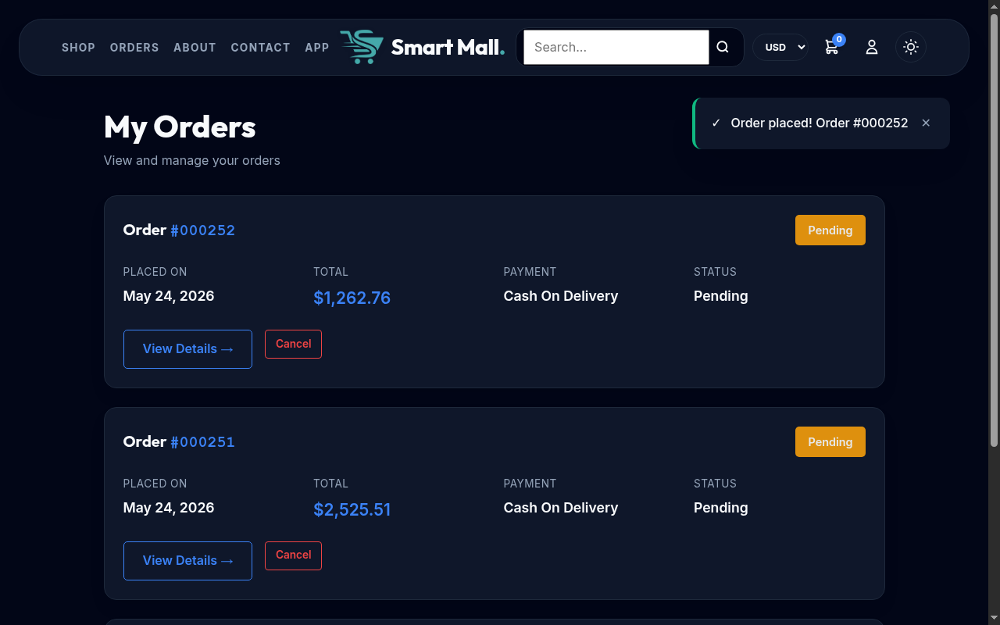 SHOP ORDERS ABOUT CONTACT APP Smart Mall. Search... USD 0
My Orders
✓ Order placed! Order #000252 ✕
View and manage your orders
Order #000252 Pending
PLACED ON TOTAL PAYMENT STATUS
May 24, 2026 $1,262.76 Cash On Delivery Pending
View Details → Cancel
Order #000251 Pending
PLACED ON TOTAL PAYMENT STATUS
May 24, 2026 $2,525.51 Cash On Delivery Pending
View Details → Cancel